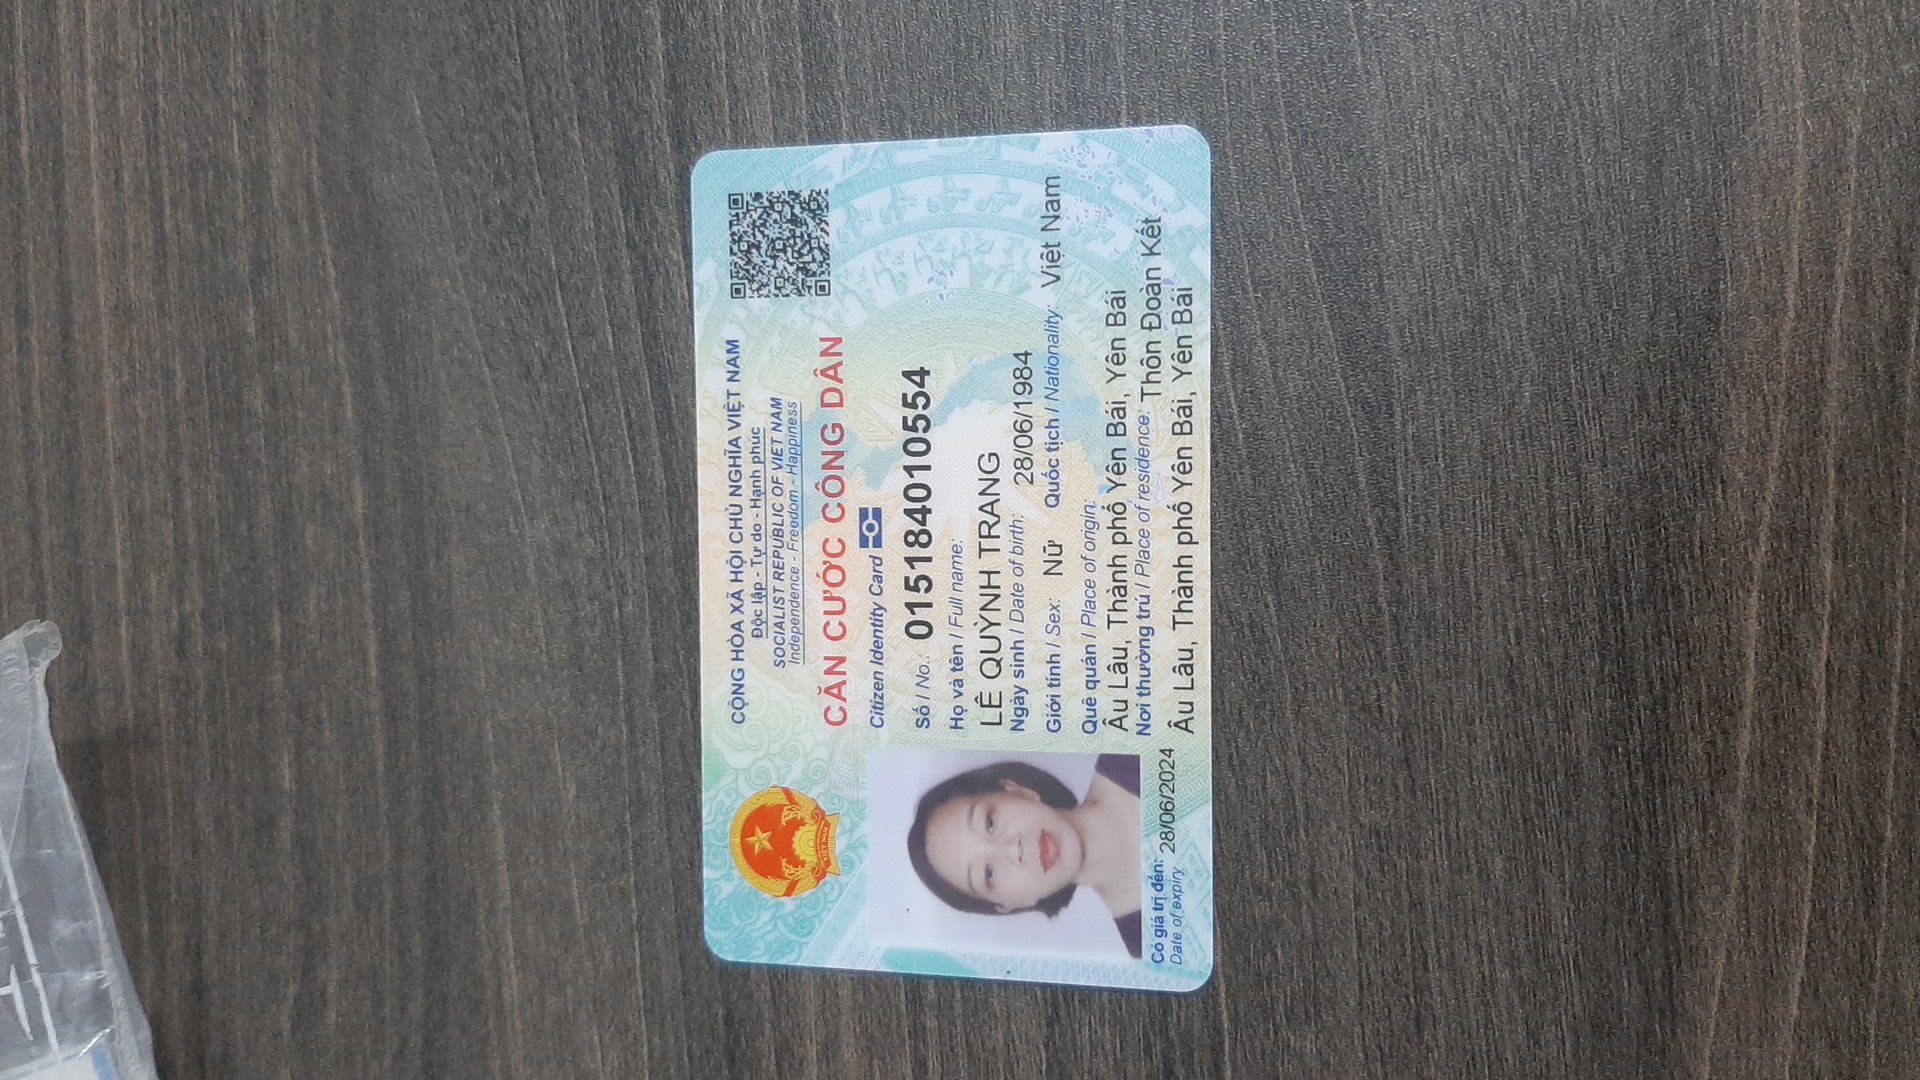 CỘNG HÒA XÃ HỘI CHỦ NGHĨA VIỆT NAM
Độc lập - Tự do - Hạnh phúc
SOCIALIST REPUBLIC OF VIET NAM
Independence - Freedom - Happiness
CĂN CƯỚC CÔNG DÂN
Citizen Identity Card
Số / No.: 015184010554
Họ và tên / Full name:
LÊ QUỲNH TRANG
Ngày sinh / Date of birth: 28/06/1984
Giới tính / Sex: Nữ Quốc tịch / Nationality: Việt Nam
Quê quán / Place of origin:
Âu Lâu, Thành phố Yên Bái, Yên Bái
Nơi thường trú / Place of residence: Thôn Đoàn Kết
Âu Lâu, Thành phố Yên Bái, Yên Bái
Có giá trị đến: 28/06/2024
Date of expiry